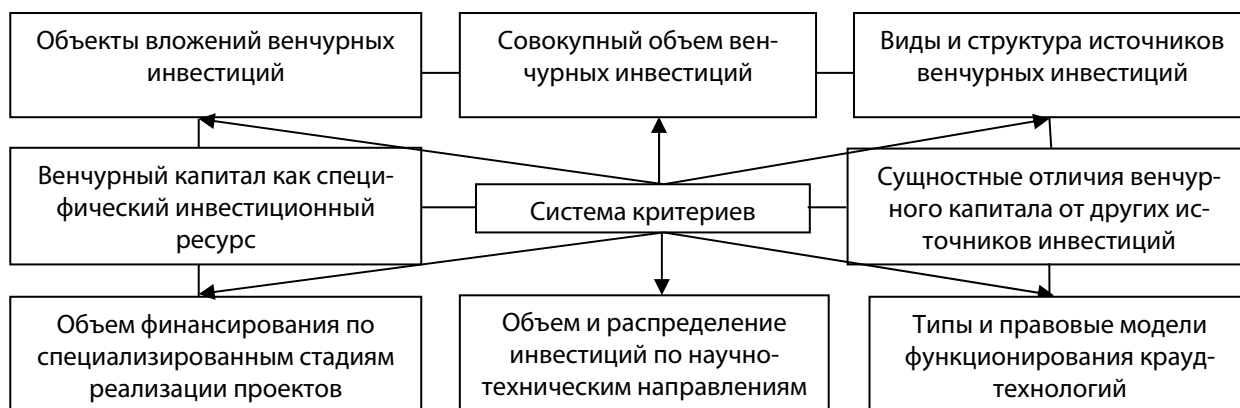 Объекты вложений венчурных
инвестиций
Совокупный объем вен-
чурных инвестиций
Виды и структура источников
венчурных инвестиций
Венчурный капитал как специ-
фический инвестиционный
ресурс
Система критериев
Сущностные отличия венчур-
ного капитала от других ис-
точников инвестиций
Объем финансирования по
специализированным стадиям
реализации проектов
Объем и распределение
инвестиций по научно-
техническим направлениям
Типы и правовые модели
функционирования крауд-
технологий